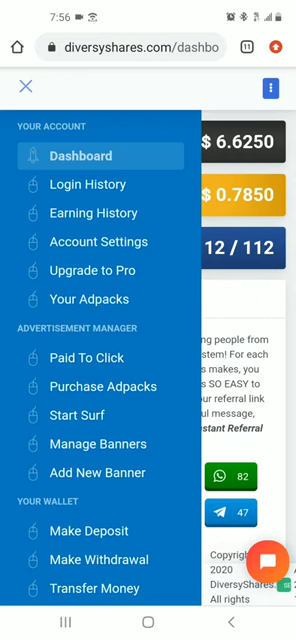 7:56
diversyshares.com/dashbo
11
YOUR ACCOUNT
Dashboard
Login History
Earning History
Account Settings
Upgrade to Pro
Your Adpacks
ADVERTISEMENT MANAGER
Paid To Click
Purchase Adpacks
Start Surf
Manage Banners
Add New Banner
YOUR WALLET
Make Deposit
Make Withdrawal
Transfer Money
$ 6.6250
$ 0.7850
12 / 112
ng people from
stem! For each
s makes, you
s SO EASY to
ur referral link
ul message,
stant Referral
82
47
Copyrig
2020
DiversyShares.
All rights